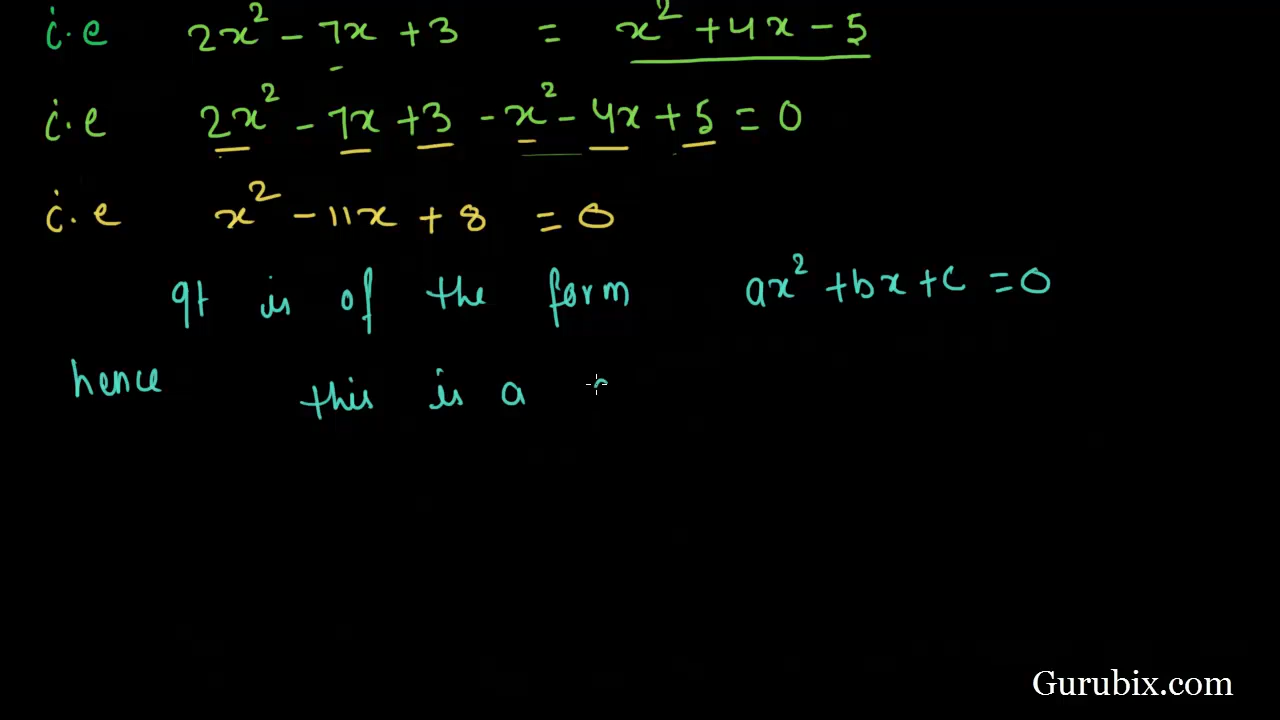 i.e 2x² - 7x + 3 = x² + 4x - 5
i.e 2x² - 7x + 3 - x² - 4x + 5 = 0
i.e x² - 11x + 8 = 0
It is of the form ax² + bx + c = 0
hence this is a
Gurubix.com